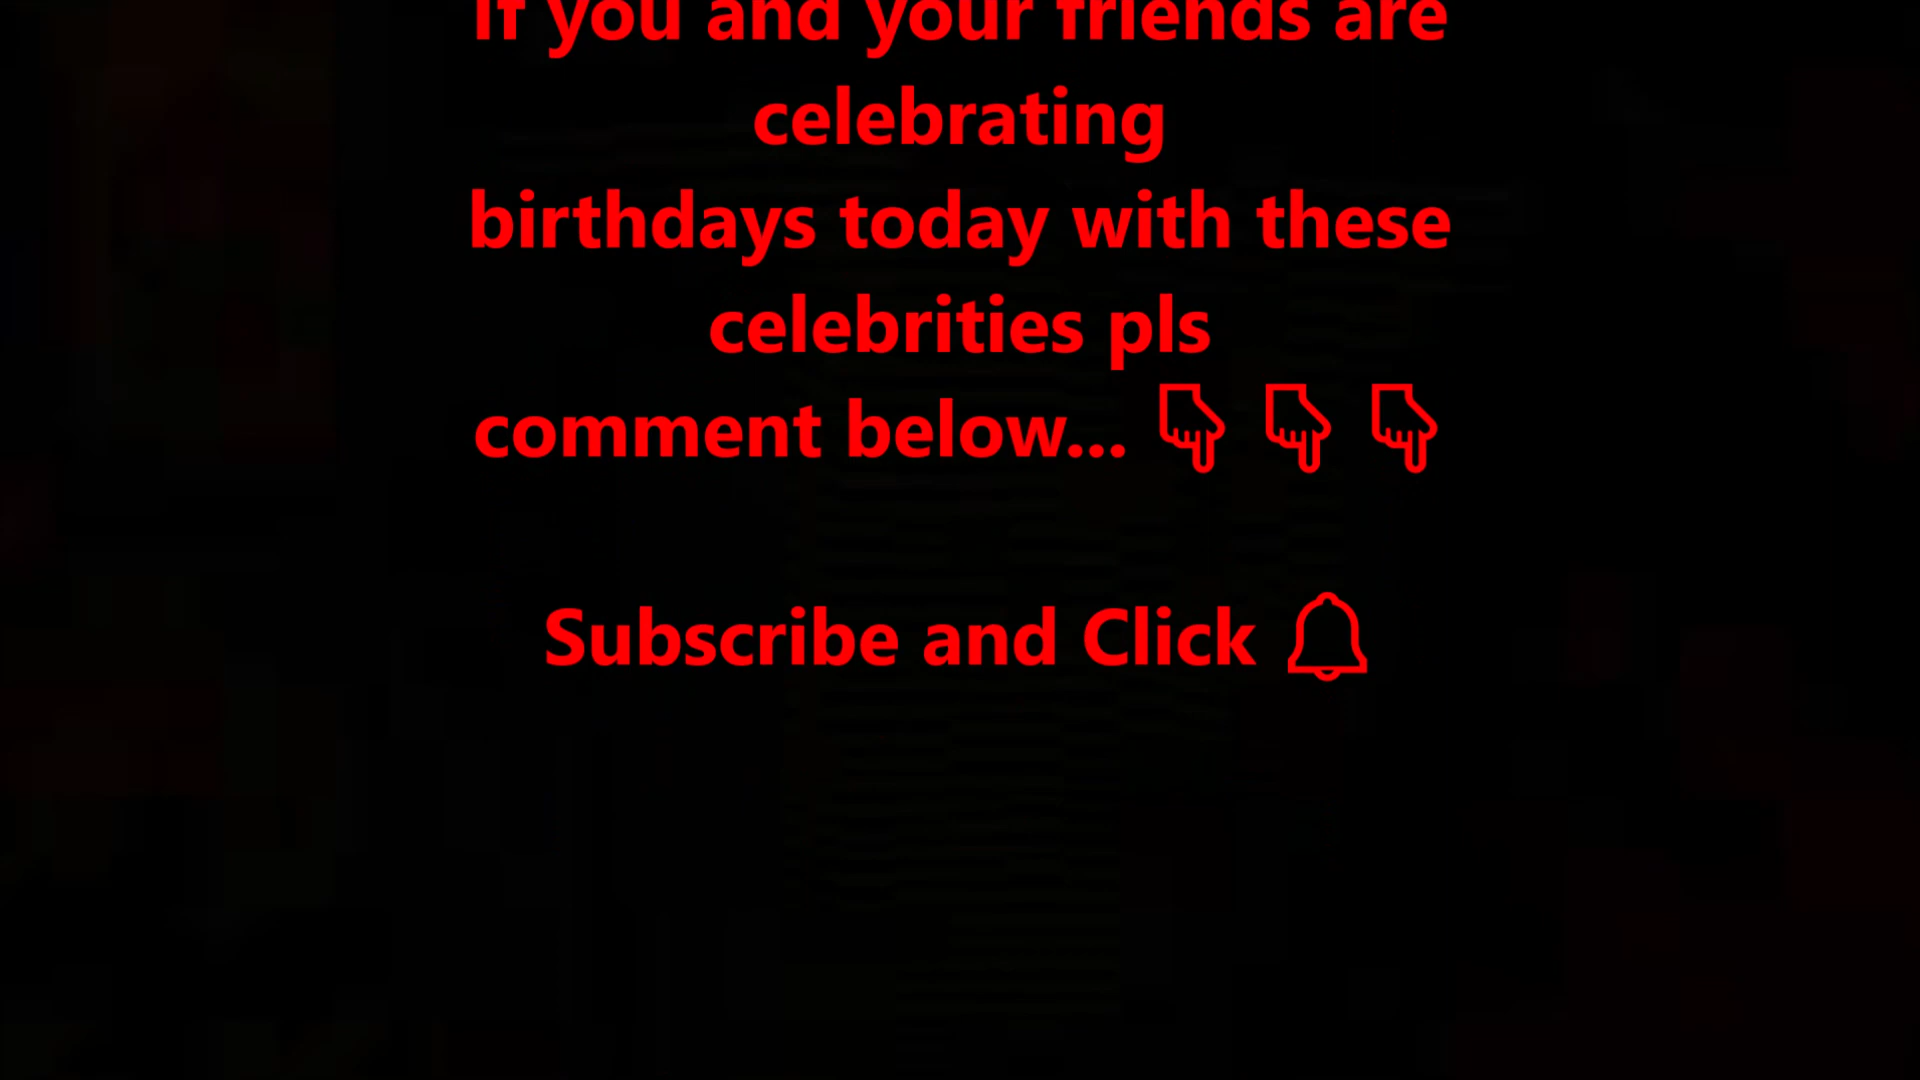 If you and your friends are
celebrating
birthdays today with these
celebrities pls
comment below... 👇 👇 👇
Subscribe and Click 🔔